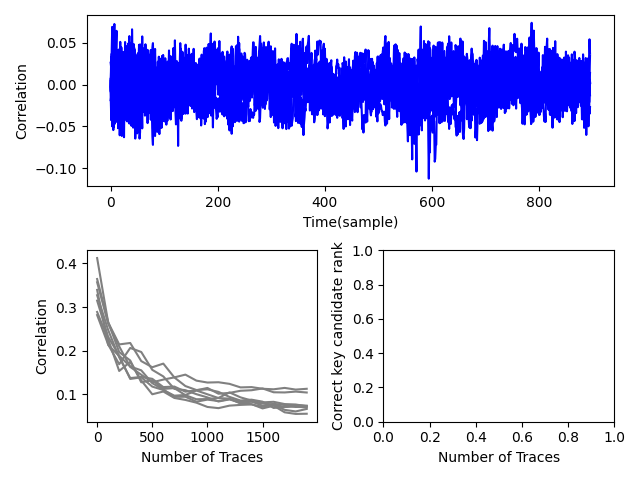 0.05
0.00
−0.05
−0.10
Correlation
0 200 400 600 800
Time(sample)
0.4
0.3
0.2
0.1
Correlation
0 500 1000 1500
Number of Traces
1.0
0.8
0.6
0.4
0.2
0.0
Correct key candidate rank
0.0 0.2 0.4 0.6 0.8 1.0
Number of Traces